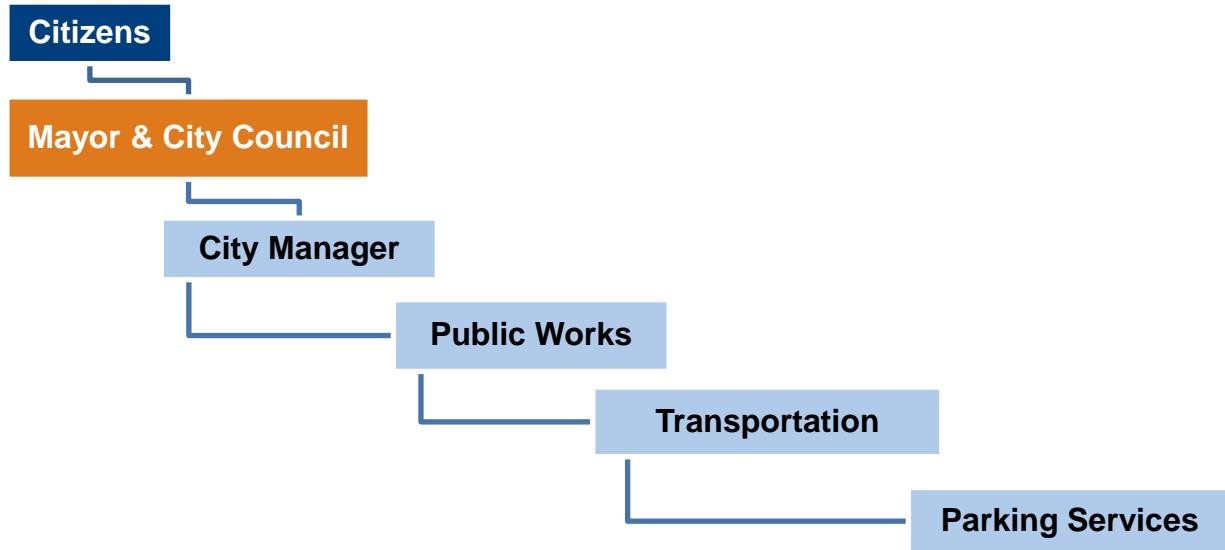 Citizens
Mayor & City Council
City Manager
Public Works
Transportation
Parking Services